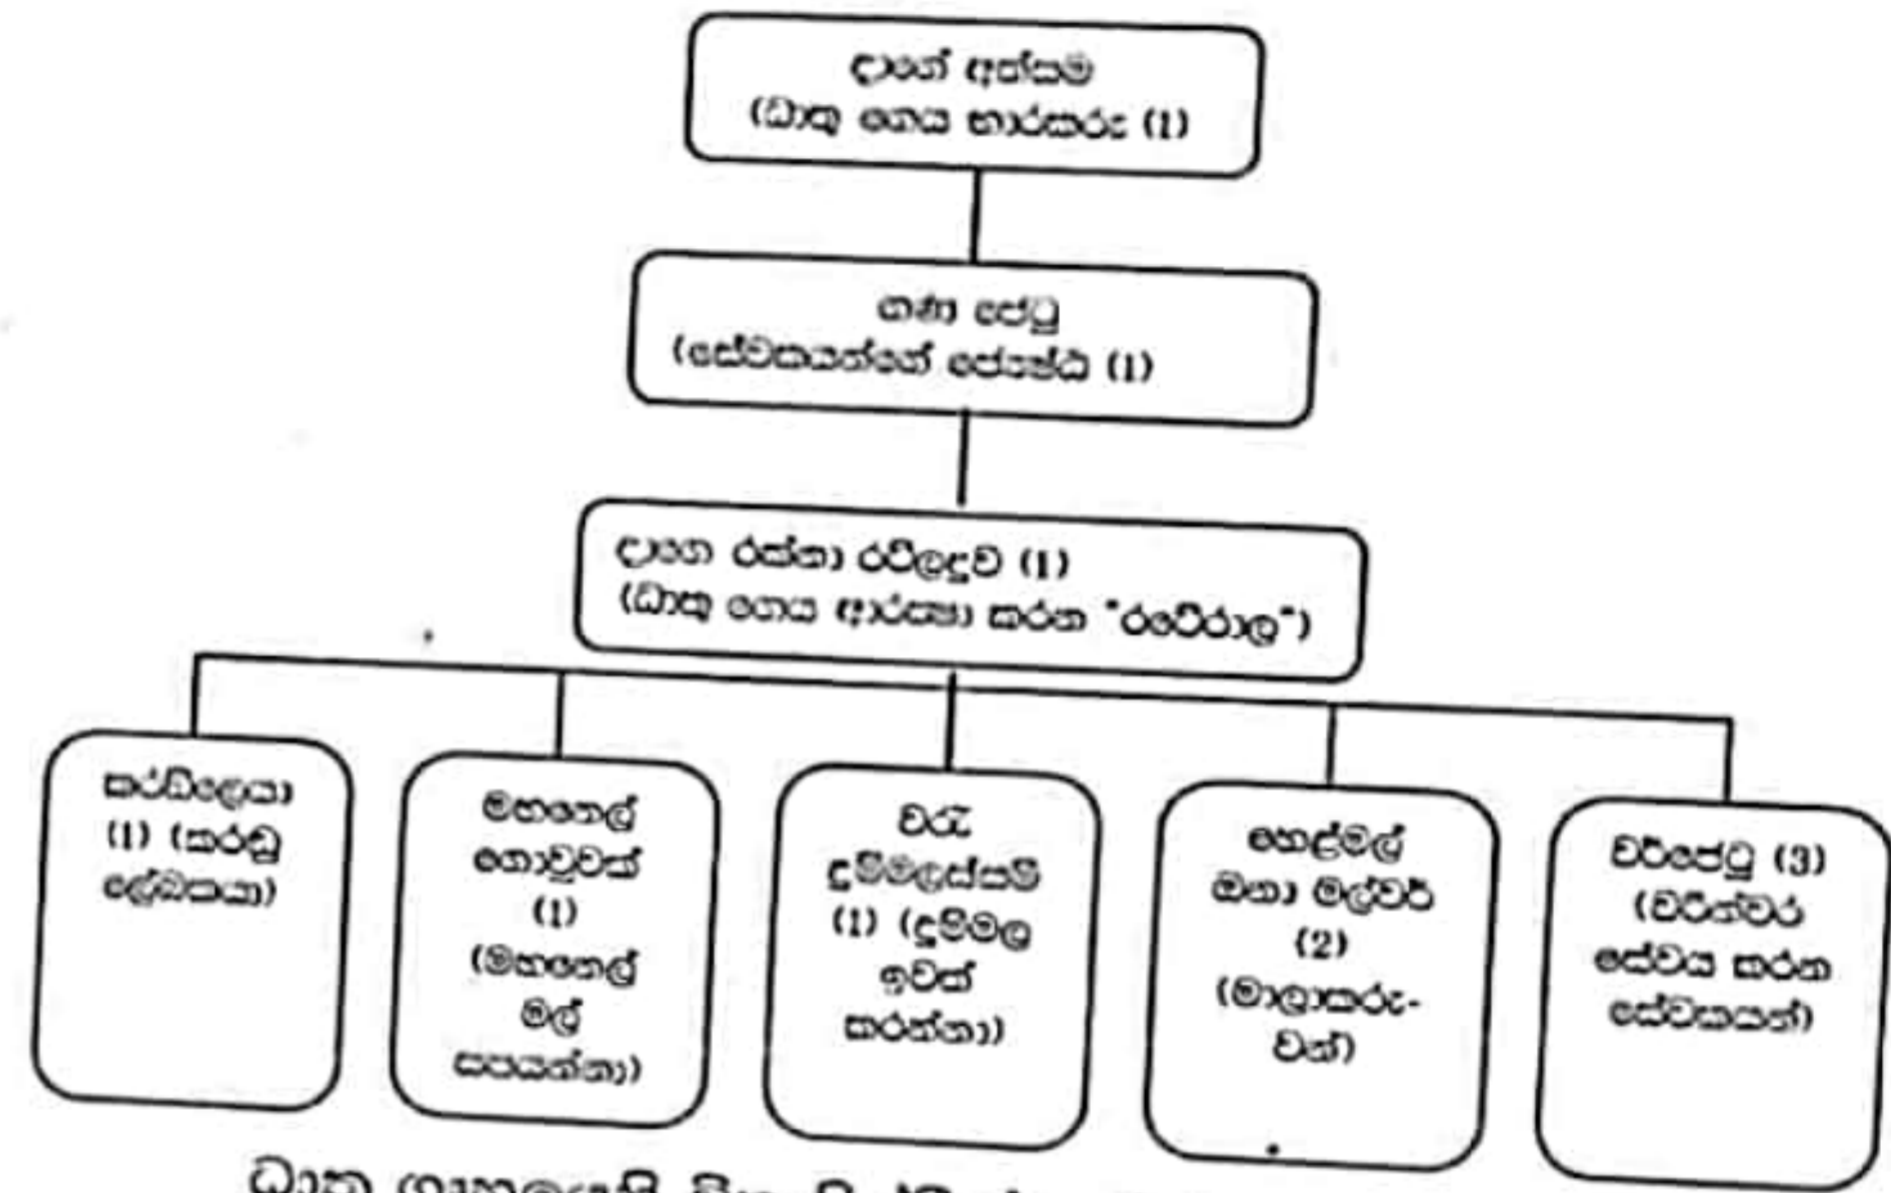 දාගේ අත්සම
(ධාතු ගෙය භාරකරු (1)
ගණ ජෙටු
(සේවකයන්ගේ ජ්‍යෙෂ්ඨ (1)
දාගෙ රක්නා රට්ලදුව (1)
(ධාතු ගෙය ආරක්‍ෂා කරන "රටේරාල")
කරඬ්ලෙයා
(1) (කරඬු
ලේඛකයා)
මහනෙල්
ගොවුවක්
(1)
(මහනෙල්
මල්
සපයන්නා)
වරැ
දුම්මලස්සම්
(1) (දුම්මල
ඉවත්
කරන්නා)
හෙළ්මල්
ඔනා මල්වර්
(2)
(මාලාකරු-
වන්)
වර්ජෙටු (3)
(වරින්වර
සේවය කරන
සේවකයන්)
ධාතු